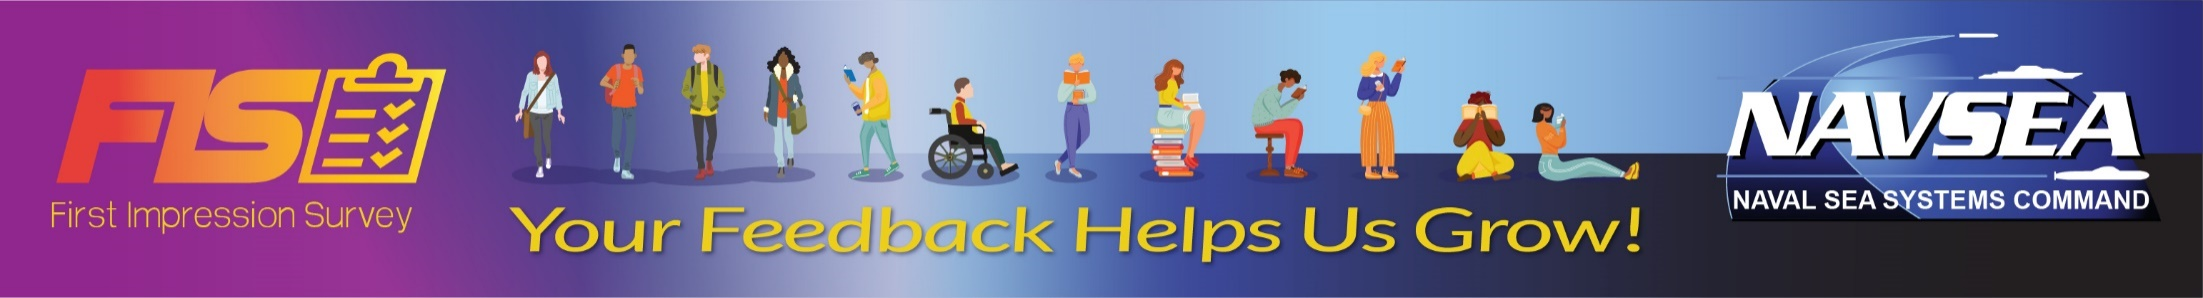 FIS
First Impression Survey
Your Feedback Helps Us Grow!
NAVSEA
NAVAL SEA SYSTEMS COMMAND